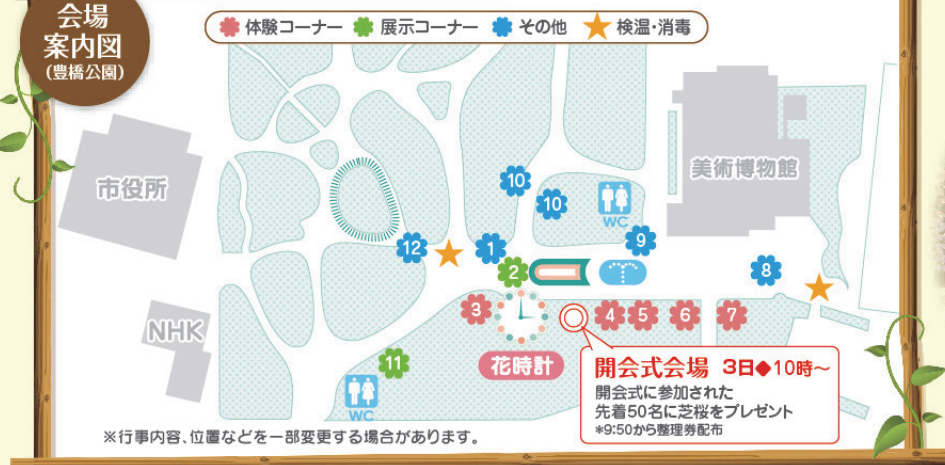 会場
案内図
(豊橋公園)
体験コーナー 展示コーナー その他 検温・消毒
市役所
美術博物館
10
10
WC
9
12
1
2
8
3
4
5
6
7
NHK
花時計
11
WC
開会式会場 3日◆10時~
開会式に参加された
先着50名に芝桜をプレゼント
*9:50から整理券配布
※行事内容、位置などを一部変更する場合があります。